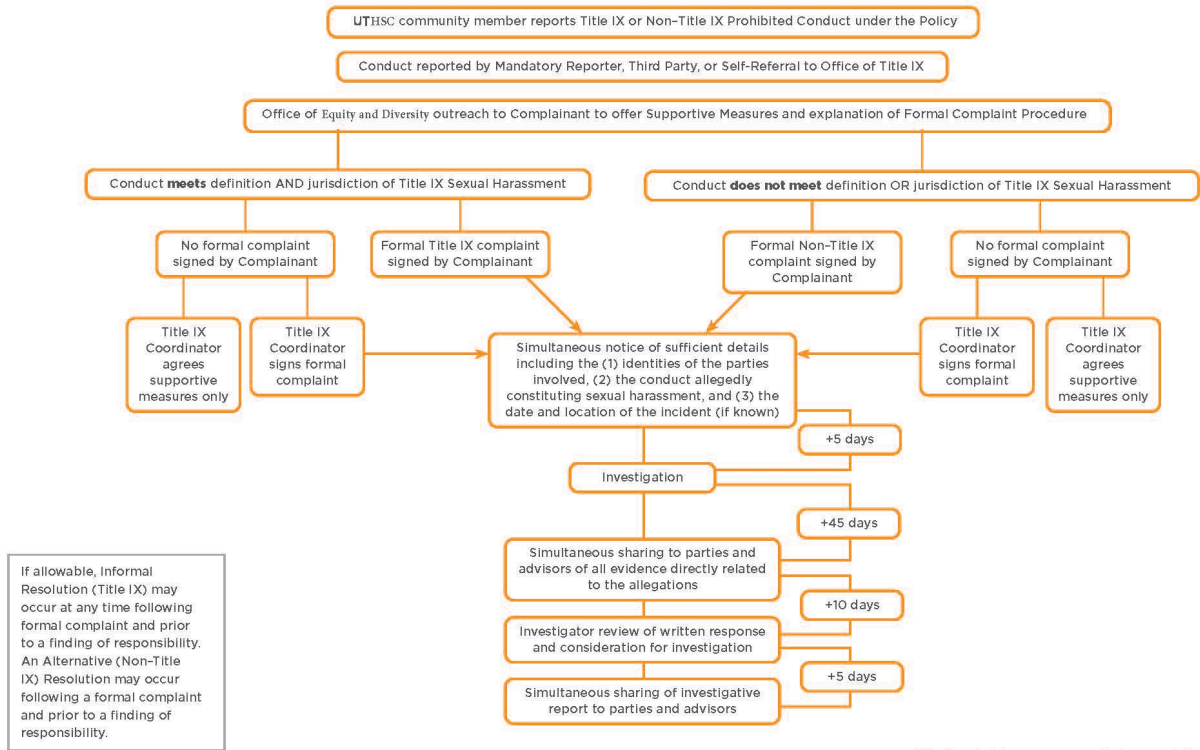 UTHSC community member reports Title IX or Non–Title IX Prohibited Conduct under the Policy
Conduct reported by Mandatory Reporter, Third Party, or Self-Referral to Office of Title IX
Office of Equity and Diversity outreach to Complainant to offer Supportive Measures and explanation of Formal Complaint Procedure
Conduct meets definition AND jurisdiction of Title IX Sexual Harassment
Conduct does not meet definition OR jurisdiction of Title IX Sexual Harassment
No formal complaint
signed by Complainant
Formal Title IX complaint
signed by Complainant
Formal Non–Title IX
complaint signed by
Complainant
No formal complaint
signed by Complainant
Title IX
Coordinator
agrees
supportive
measures only
Title IX
Coordinator
signs formal
complaint
Simultaneous notice of sufficient details
including the (1) identities of the parties
involved, (2) the conduct allegedly
constituting sexual harassment, and (3) the
date and location of the incident (if known)
Title IX
Coordinator
signs formal
complaint
Title IX
Coordinator
agrees
supportive
measures only
+5 days
Investigation
+45 days
Simultaneous sharing to parties and
advisors of all evidence directly related
to the allegations
+10 days
Investigator review of written response
and consideration for investigation
+5 days
Simultaneous sharing of investigative
report to parties and advisors
If allowable, Informal
Resolution (Title IX) may
occur at any time following
formal complaint and prior
to a finding of responsibility.
An Alternative (Non–Title
IX) Resolution may occur
following a formal complaint
and prior to a finding of
responsibility.